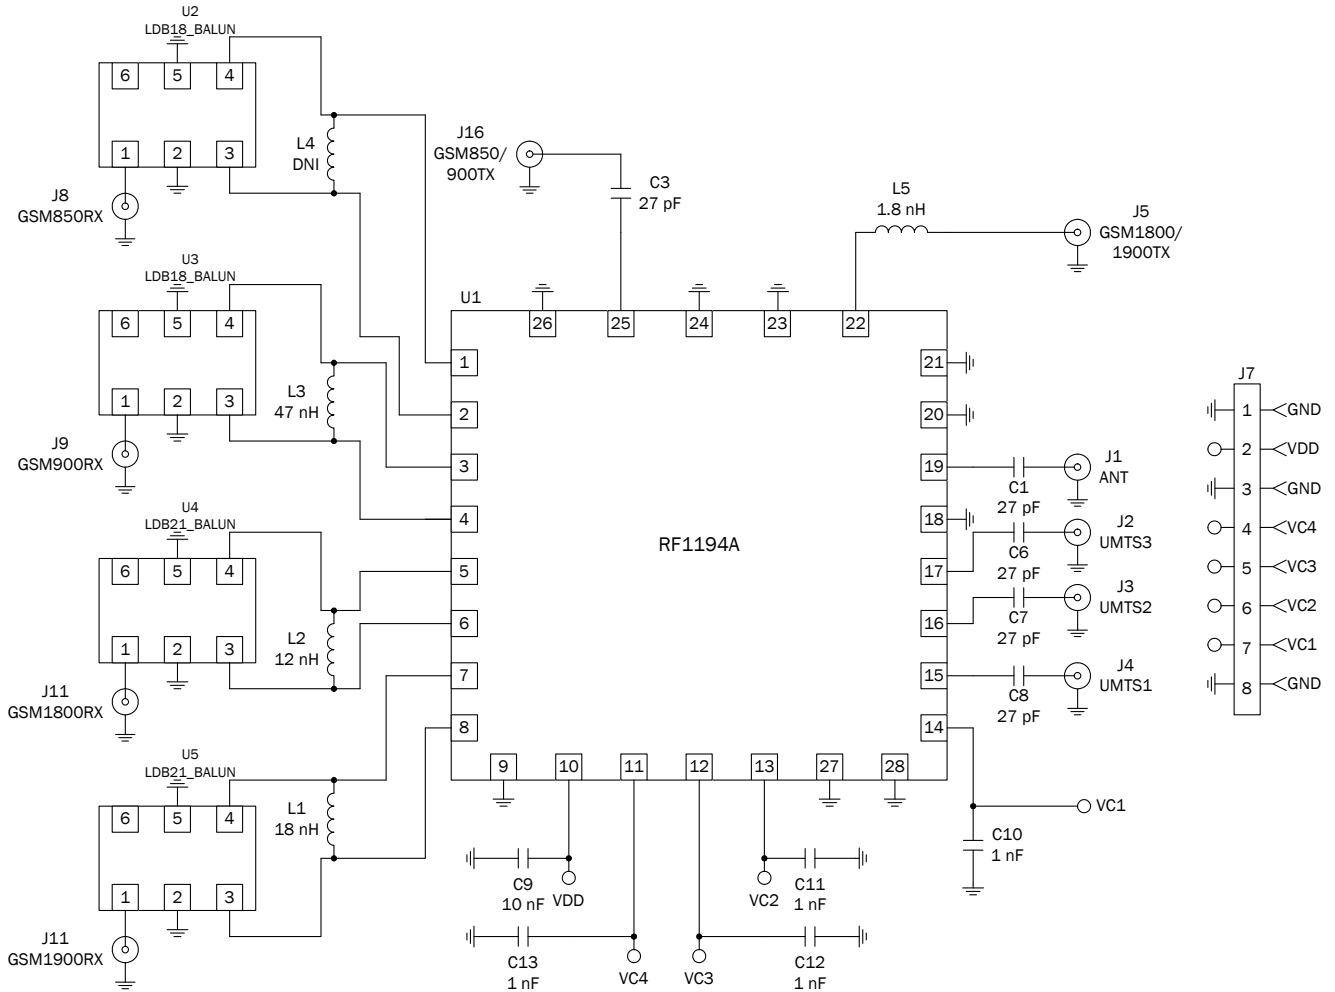 U2
LDB18_BALUN
6 5 4
1 2 3
J8
GSM850RX
L4
DNI
U3
LDB18_BALUN
6 5 4
1 2 3
J9
GSM900RX
L3
47 nH
U4
LDB21_BALUN
6 5 4
1 2 3
J11
GSM1800RX
L2
12 nH
U5
LDB21_BALUN
6 5 4
1 2 3
J11
GSM1900RX
L1
18 nH
J16
GSM850/
900TX
C3
27 pF
L5
1.8 nH
J5
GSM1800/
1900TX
U1
26 25 24 23 22
1
2
3
4
5
6
7
8
RF1194A
21
20
19
18
17
16
15
14
9 10 11 12 13 27 28
C1
27 pF
J1
ANT
C6
27 pF
J2
UMTS3
C7
27 pF
J3
UMTS2
C8
27 pF
J4
UMTS1
VC1
C10
1 nF
C9
10 nF
VDD
VC2
C11
1 nF
C13
1 nF
VC4
VC3
C12
1 nF
J7
1 GND
2 VDD
3 GND
4 VC4
5 VC3
6 VC2
7 VC1
8 GND